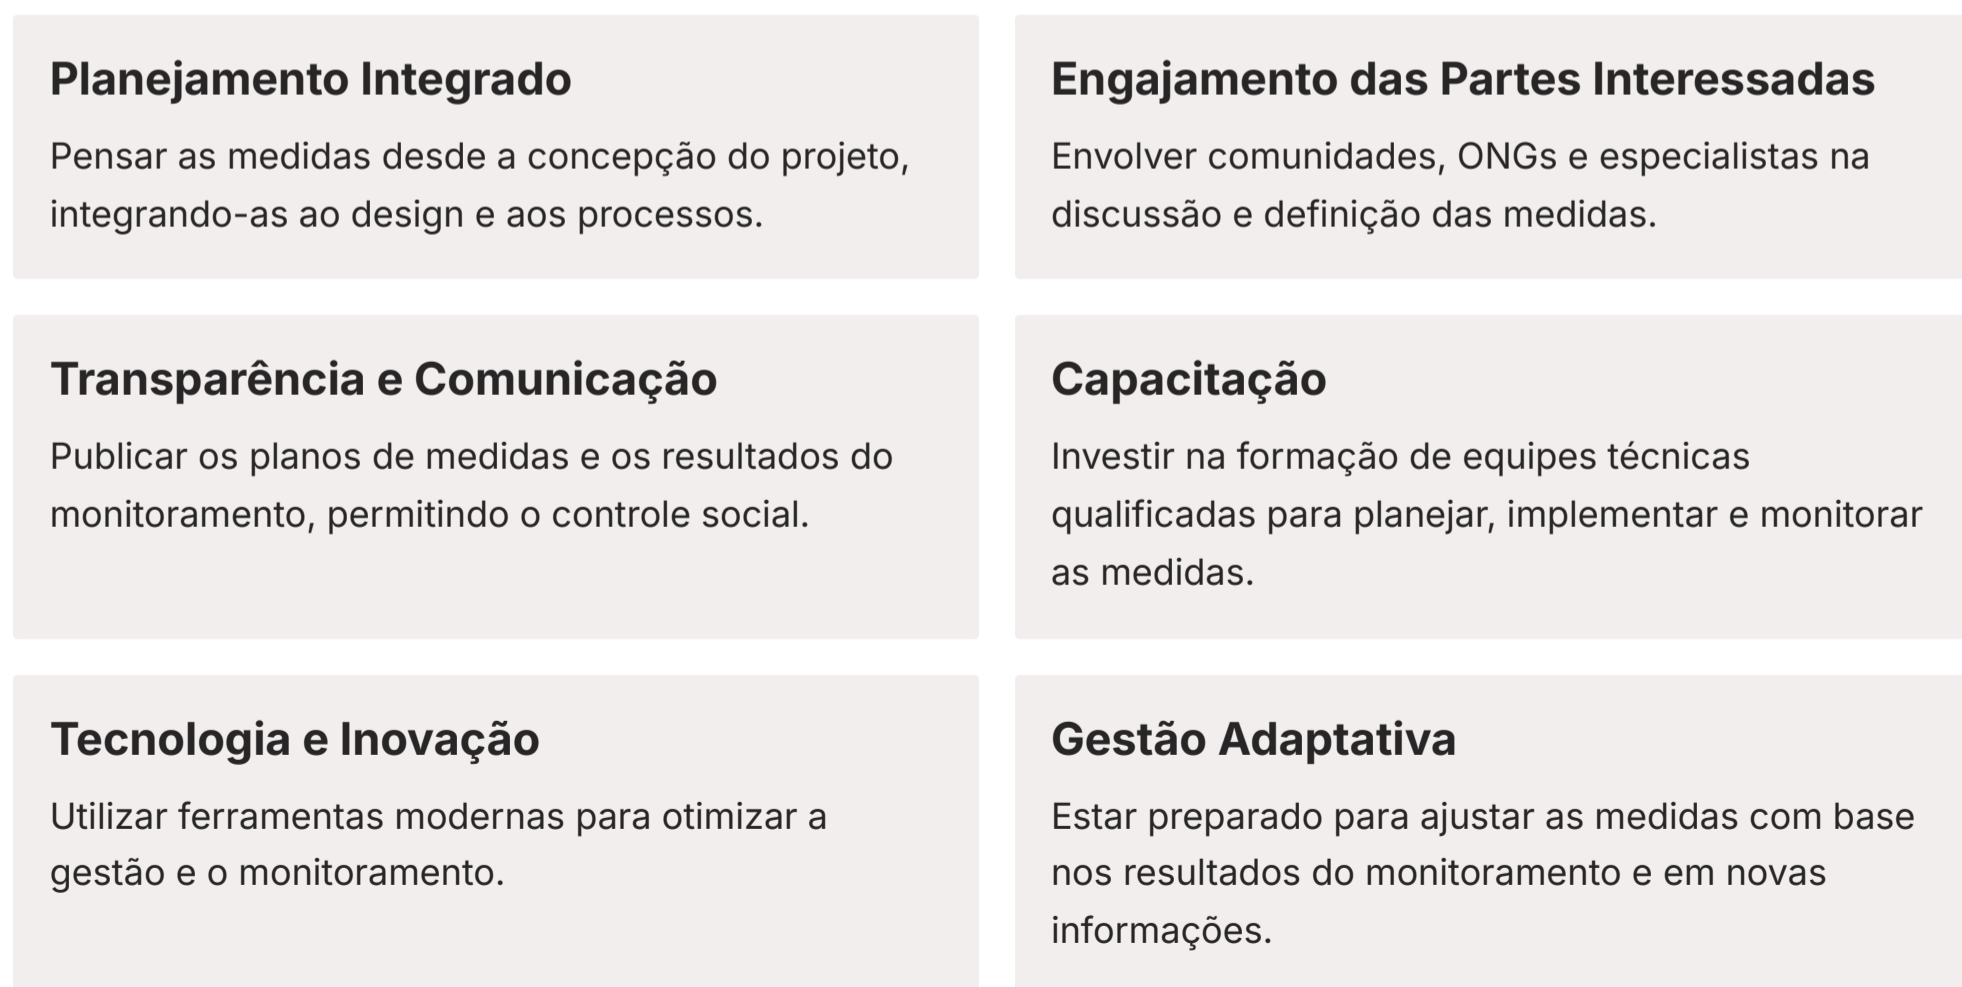 Planejamento Integrado
Pensar as medidas desde a concepção do projeto,
integrando-as ao design e aos processos.
Engajamento das Partes Interessadas
Envolver comunidades, ONGs e especialistas na
discussão e definição das medidas.
Transparência e Comunicação
Publicar os planos de medidas e os resultados do
monitoramento, permitindo o controle social.
Capacitação
Investir na formação de equipes técnicas
qualificadas para planejar, implementar e monitorar
as medidas.
Tecnologia e Inovação
Utilizar ferramentas modernas para otimizar a
gestão e o monitoramento.
Gestão Adaptativa
Estar preparado para ajustar as medidas com base
nos resultados do monitoramento e em novas
informações.